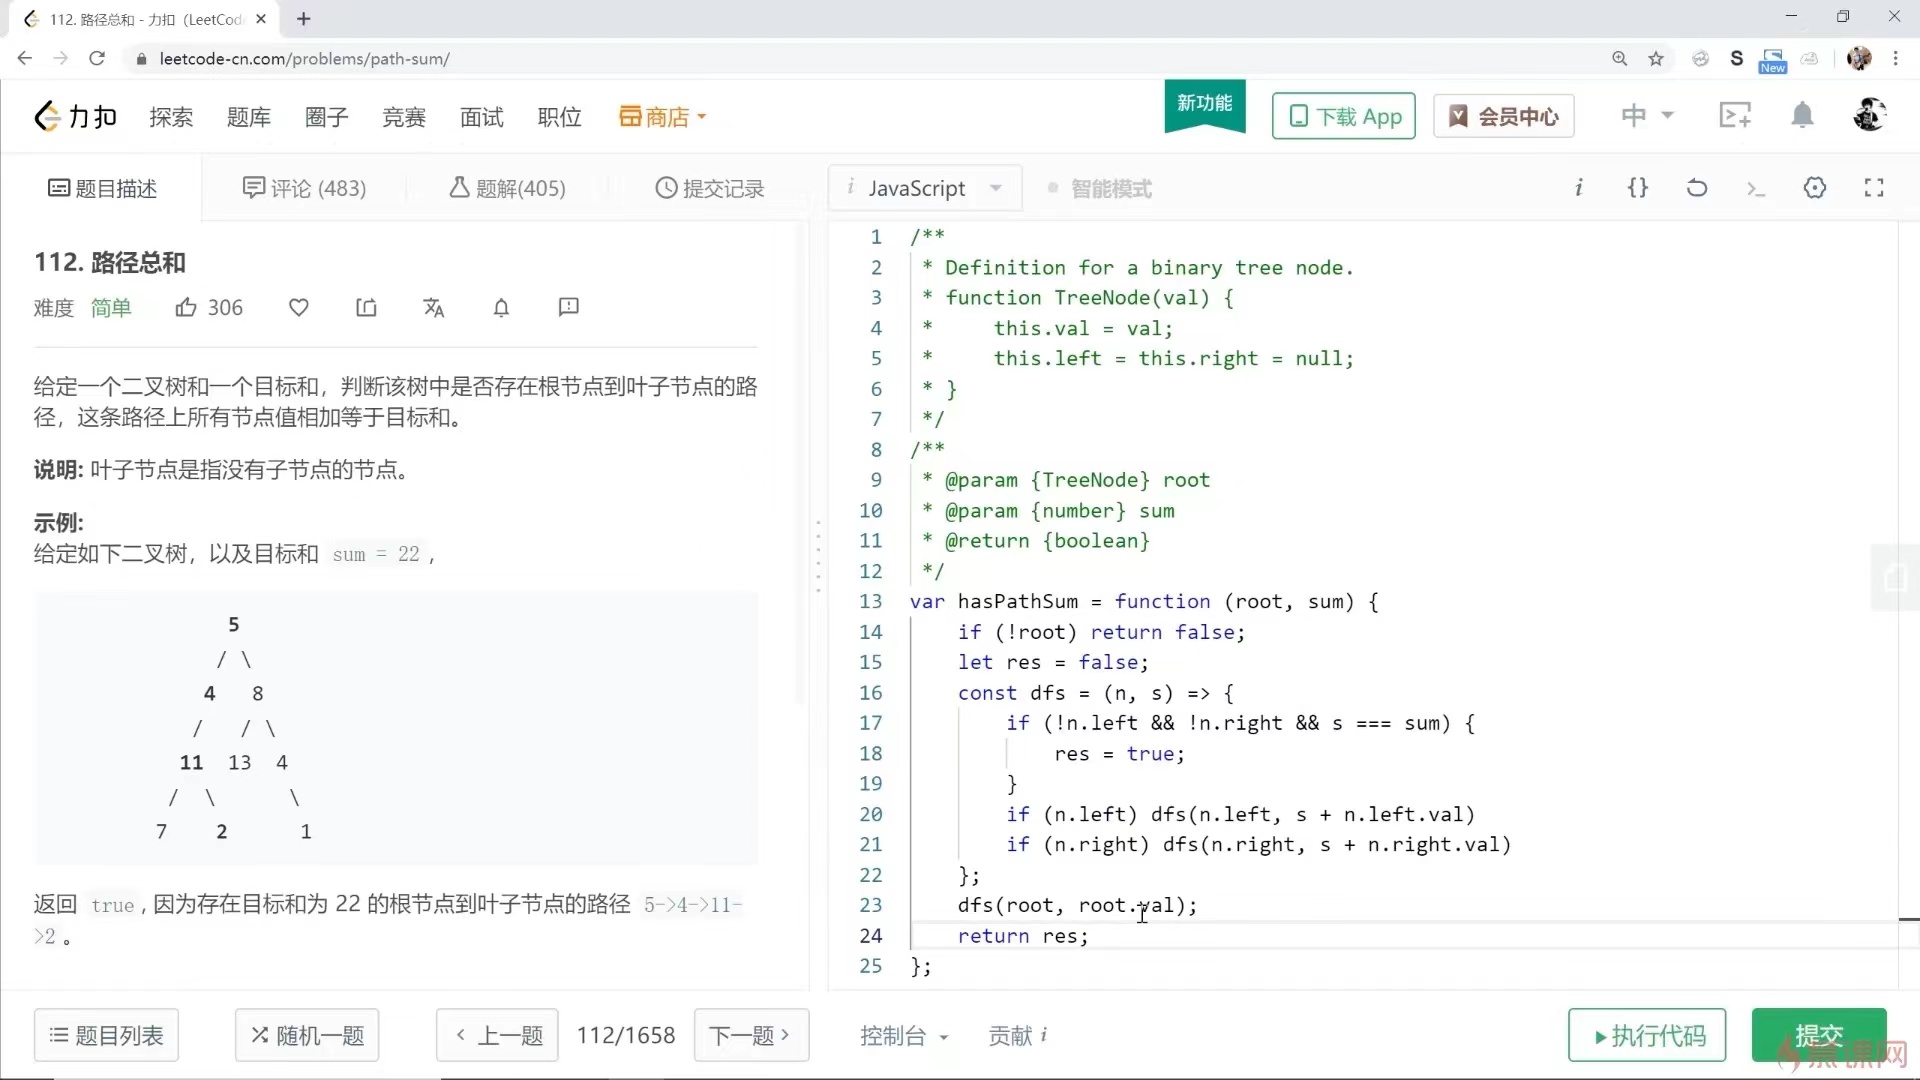 112. 路径总和 - 力扣（LeetCod
leetcode-cn.com/problems/path-sum/
New
力扣 探索 题库 圈子 竞赛 面试 职位 商店
新功能
下载 App
会员中心
中
题目描述 评论 (483) 题解(405) 提交记录
i JavaScript 智能模式
112. 路径总和
难度 简单 306
给定一个二叉树和一个目标和，判断该树中是否存在根节点到叶子节点的路
径，这条路径上所有节点值相加等于目标和。
说明: 叶子节点是指没有子节点的节点。
示例:
给定如下二叉树，以及目标和 sum = 22 ，
5
/ \
4 8
/ / \
11 13 4
/ \ \
7 2 1
返回 true , 因为存在目标和为 22 的根节点到叶子节点的路径 5->4->11-
>2 。
1 /**
2 * Definition for a binary tree node.
3 * function TreeNode(val) {
4 * this.val = val;
5 * this.left = this.right = null;
6 * }
7 */
8 /**
9 * @param {TreeNode} root
10 * @param {number} sum
11 * @return {boolean}
12 */
13 var hasPathSum = function (root, sum) {
14 if (!root) return false;
15 let res = false;
16 const dfs = (n, s) => {
17 if (!n.left && !n.right && s === sum) {
18 res = true;
19 }
20 if (n.left) dfs(n.left, s + n.left.val)
21 if (n.right) dfs(n.right, s + n.right.val)
22 };
23 dfs(root, root.val);
24 return res;
25 };
题目列表 随机一题 上一题 112/1658 下一题 控制台 贡献 i 执行代码 提交
慕课网